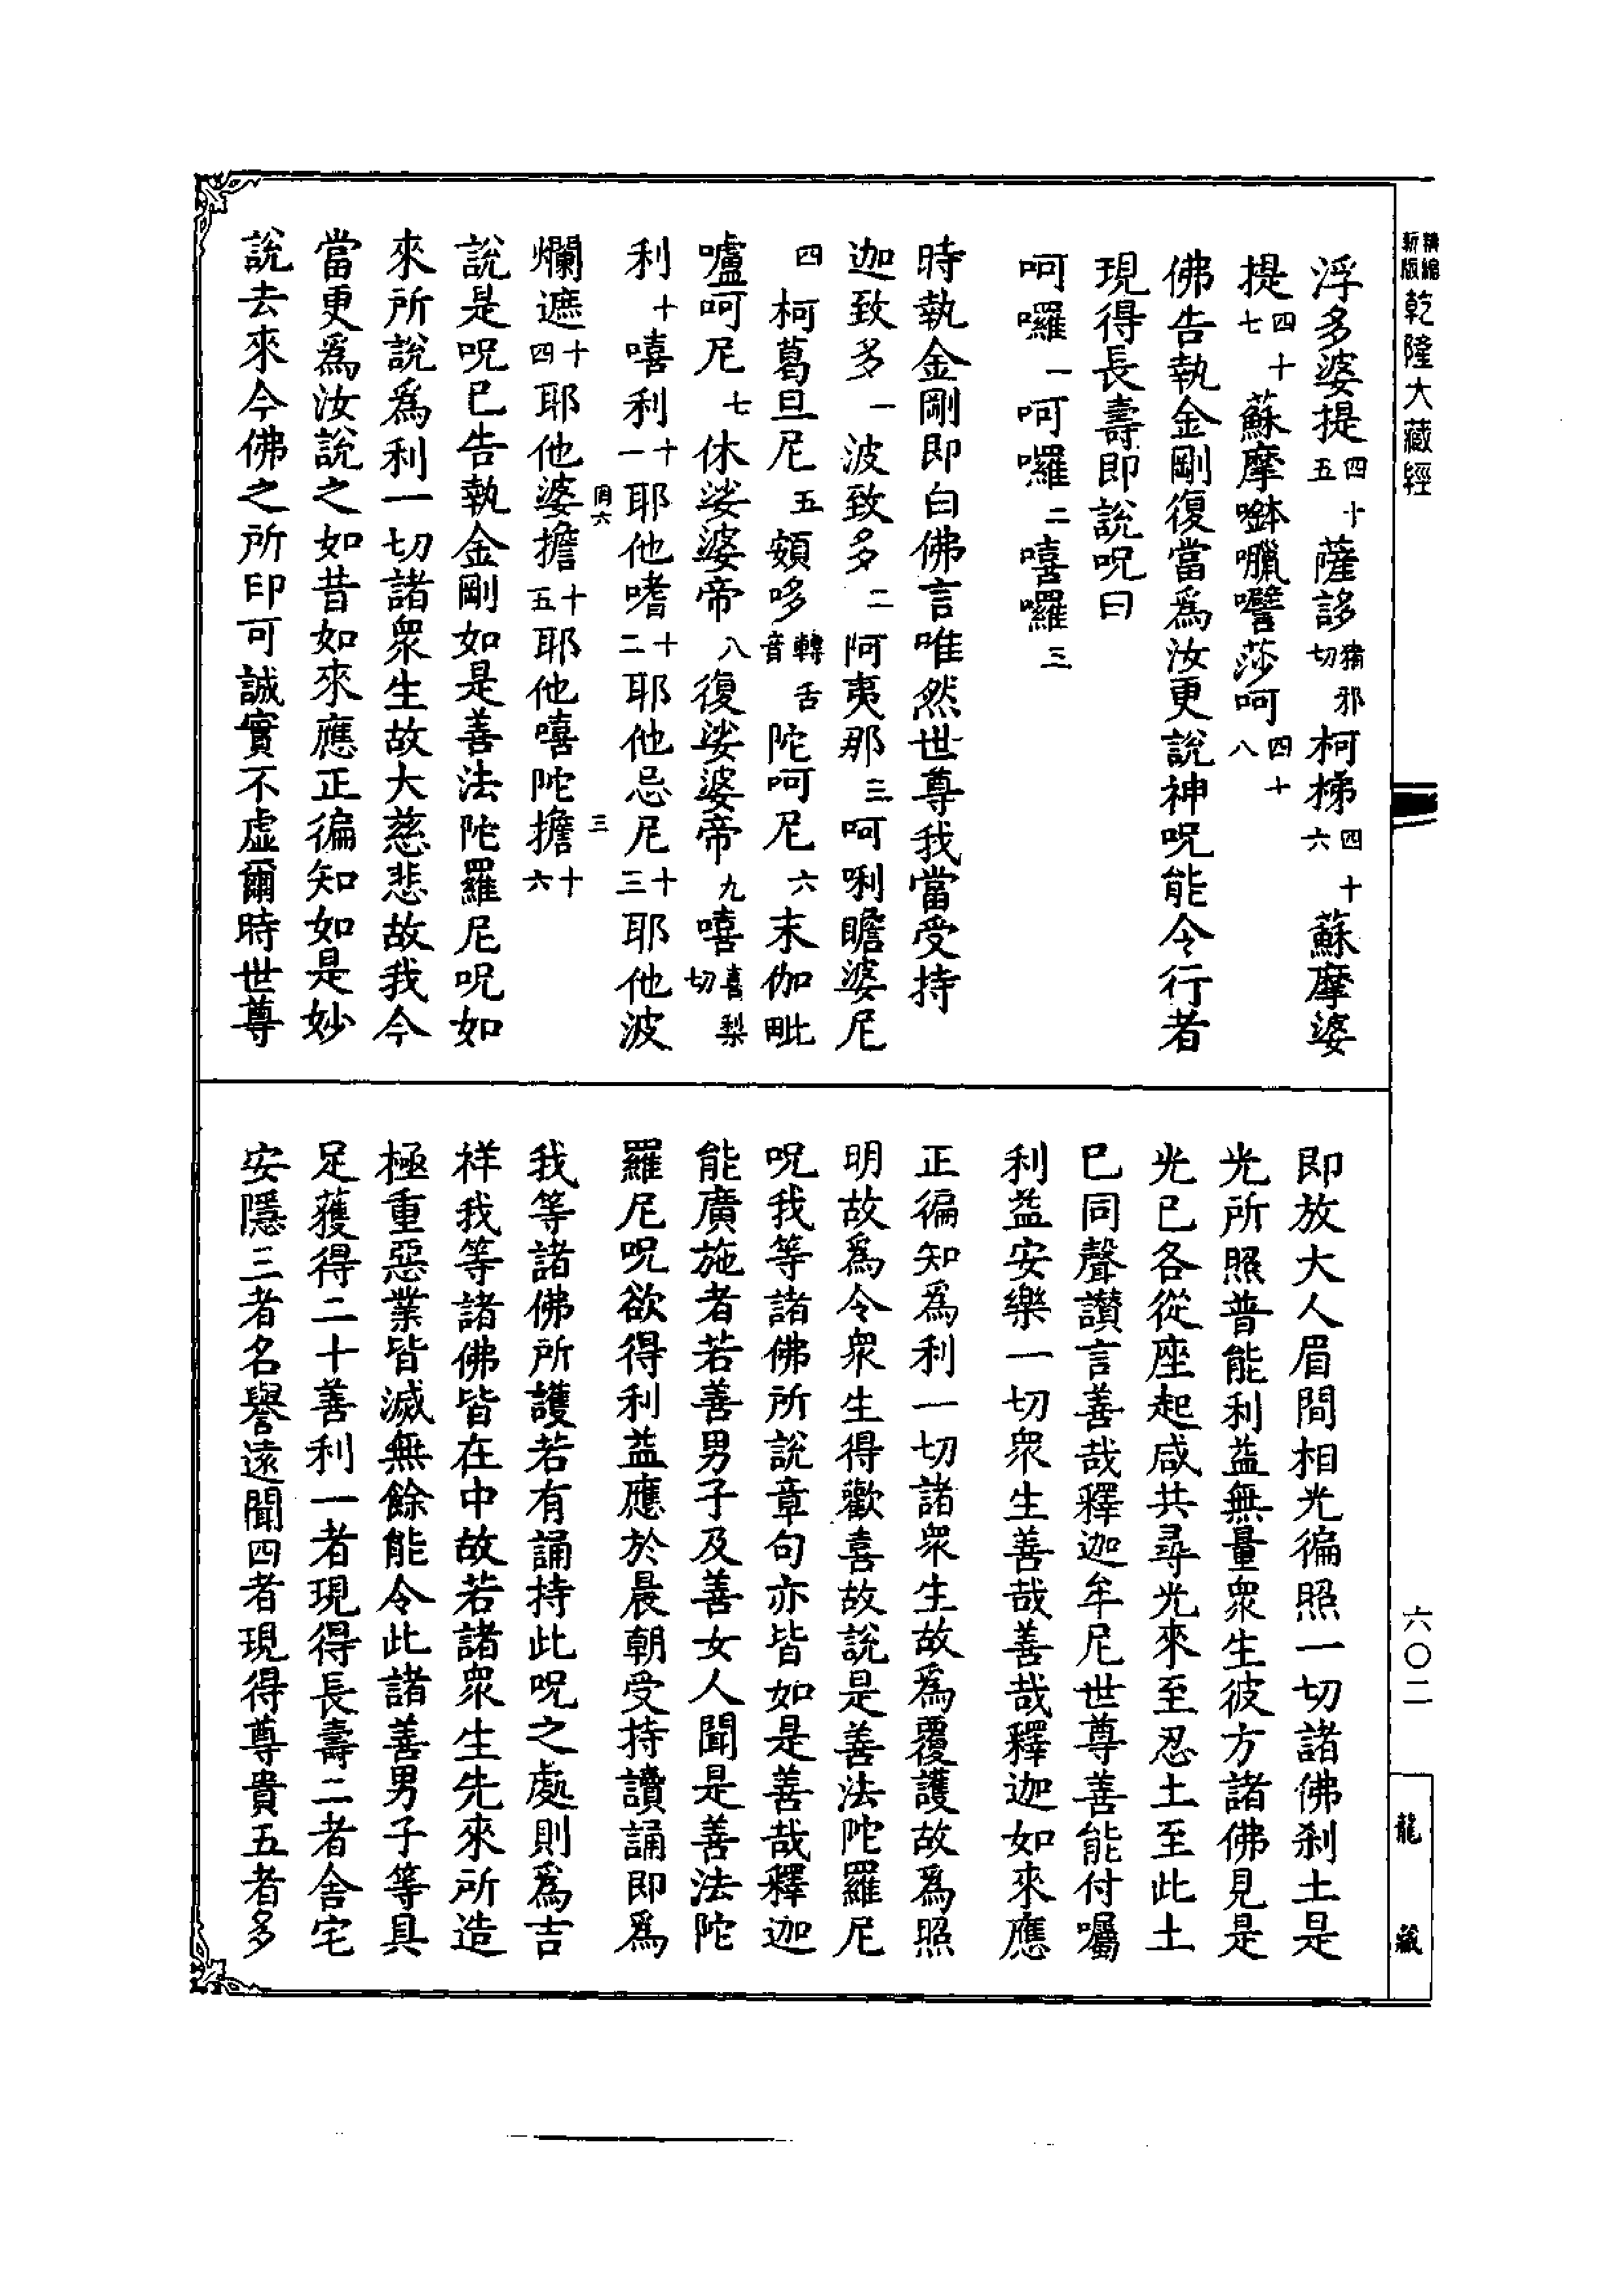 新編
新版
乾隆大藏經
浮多婆提四十五薩誃猪邪切柯梯四十六蘇摩婆
提四十七蘇摩𡃤囉嚂莎呵四十八
佛告執金剛復當爲汝更說神呪能令行者
現得長壽即說呪曰
呵囉一呵囉二嘻囉三
時執金剛即白佛言唯然世尊我當受持
迦致多一波致多二阿夷那三呵唎瞻婆尼
四柯葛旦尼五頞哆轉舌音陀呵尼六末伽毗
嚧呵尼七休娑婆帝八復娑婆帝九嘻喜梨切
利十嘻利十一耶他嗜十二耶他忌尼十三耶他波
爛遮十四耶他婆擔十五耶他嘻陀擔十六
說是呪已告執金剛如是善法陀羅尼呪如
來所說爲利一切諸衆生故大慈悲故我今
當更爲汝說之如昔如來應正徧知如是妙
說去來今佛之所印可誠實不虛爾時世尊
三
六〇二
龍藏
即放大人眉間相光徧照一切諸佛刹土是
光所照普能利益無量衆生彼方諸佛見是
光已各從座起咸共尋光來至忍土至此土
已同聲讚言善哉釋迦牟尼世尊善能付囑
利益安樂一切衆生善哉善哉釋迦如來應
正徧知爲利一切諸衆生故爲覆護故爲照
明故爲令衆生得歡喜故說是善法陀羅尼
呪我等諸佛所說章句亦皆如是善哉釋迦
能廣施者若善男子及善女人聞是善法陀
羅尼呪欲得利益應於晨朝受持讀誦即爲
我等諸佛所護若有誦持此呪之處則爲吉
祥我等諸佛皆在中故若諸衆生先來所造
極重惡業皆滅無餘能令此諸善男子等具
足獲得二十善利一者現得長壽二者舍宅
安隱三者名譽遠聞四者現得尊貴五者多